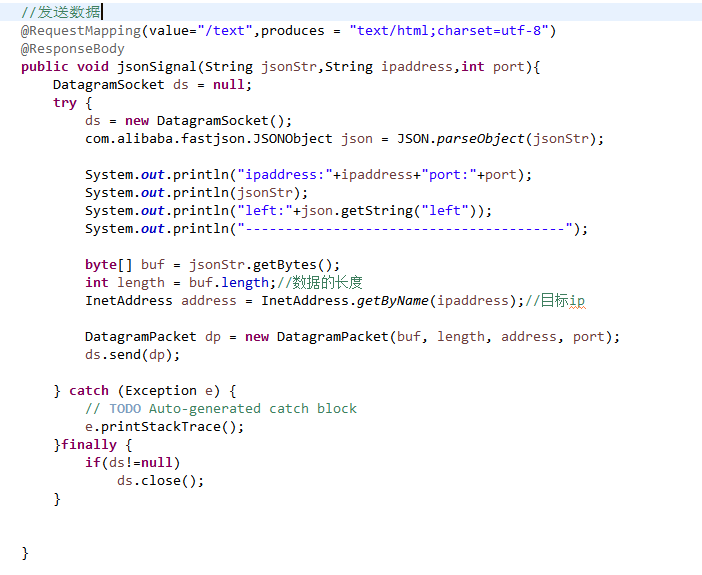 //发送数据
@RequestMapping(value="/text",produces = "text/html;charset=utf-8")
@ResponseBody
public void jsonSignal(String jsonStr,String ipaddress,int port){
DatagramSocket ds = null;
try {
ds = new DatagramSocket();
com.alibaba.fastjson.JSONObject json = JSON.parseObject(jsonStr);
System.out.println("ipaddress:"+ipaddress+"port:"+port);
System.out.println(jsonStr);
System.out.println("left:"+json.getString("left"));
System.out.println("----------------------------------------");
byte[] buf = jsonStr.getBytes();
int length = buf.length;//数据的长度
InetAddress address = InetAddress.getByName(ipaddress);//目标ip
DatagramPacket dp = new DatagramPacket(buf, length, address, port);
ds.send(dp);
} catch (Exception e) {
// TODO Auto-generated catch block
e.printStackTrace();
}finally {
if(ds!=null)
ds.close();
}
}